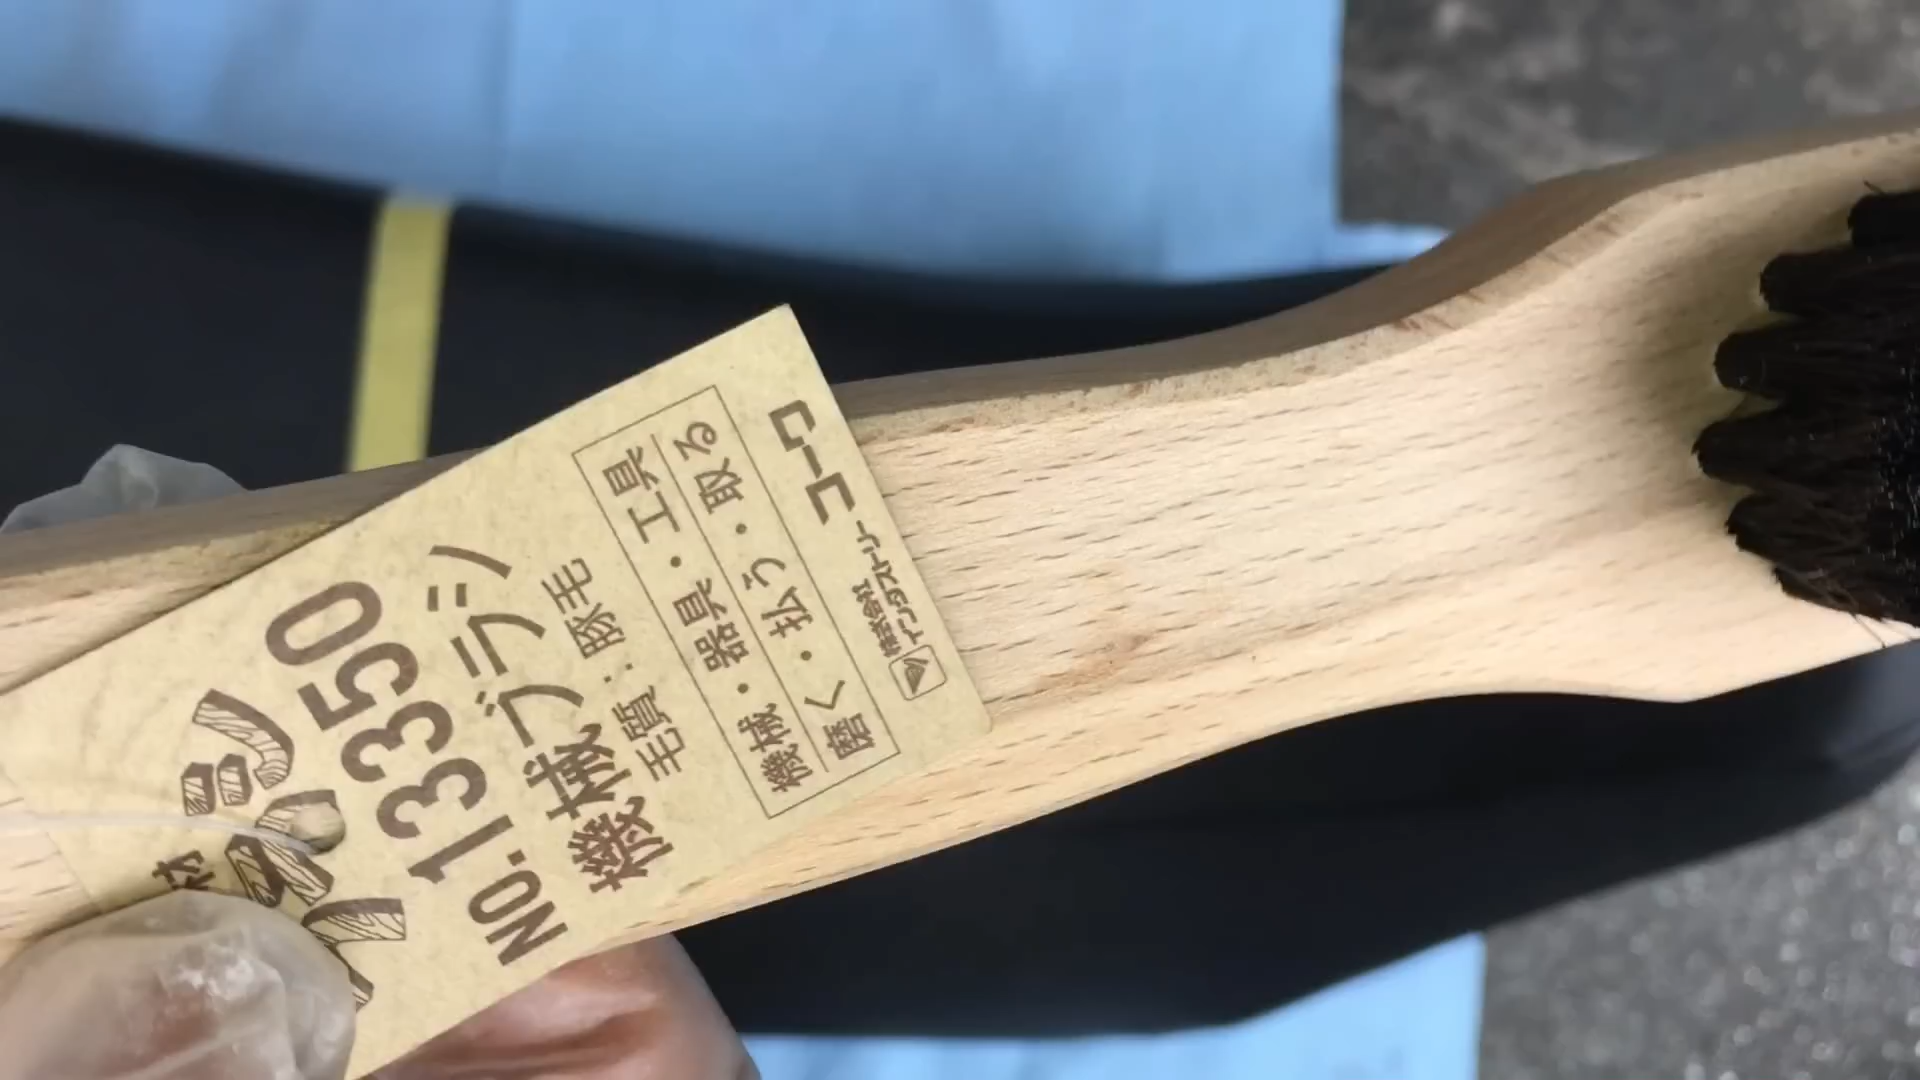 材
ブラシ
NO.13350
機械ブラシ
毛質：豚毛
機械・器具・工具
磨く・払う・取る
株式会社
インダストリーコーワ